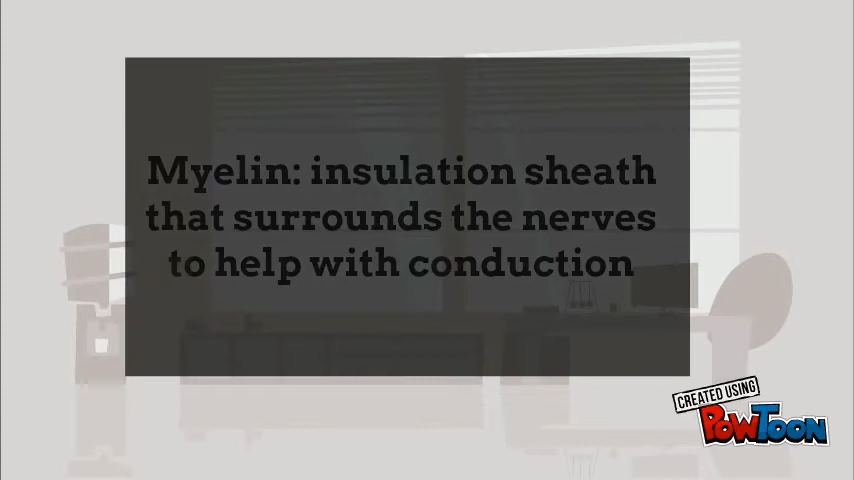 Myelin: insulation sheath
that surrounds the nerves
to help with conduction
CREATED USING
POWTOON